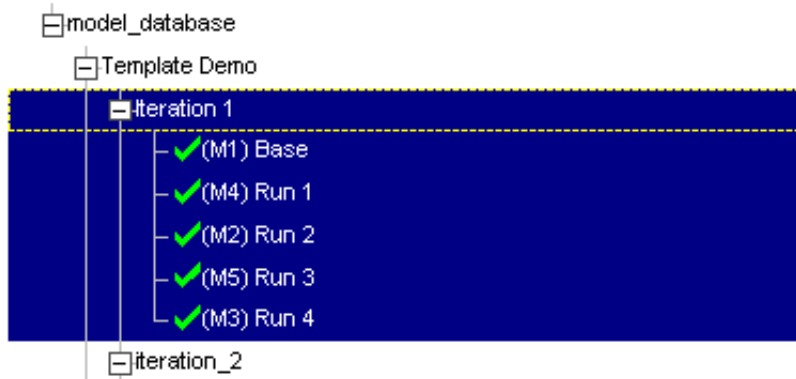 model_database
Template Demo
Iteration 1
(M1) Base
(M4) Run 1
(M2) Run 2
(M5) Run 3
(M3) Run 4
iteration_2